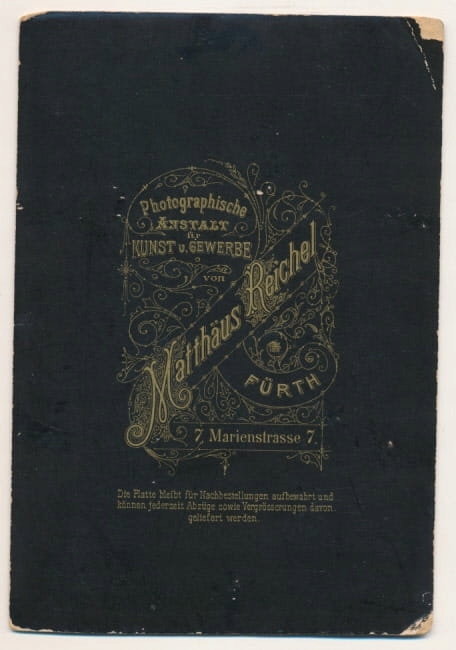 Photographische
ANSTALT
für
KUNST u. GEWERBE
von
Matthäus Reichel
FÜRTH
7, Marienstrasse 7.
Die Platte bleibt für Nachbestellungen aufbewahrt und
können jederzeit Abzüge sowie Vergrösserungen davon
geliefert werden.